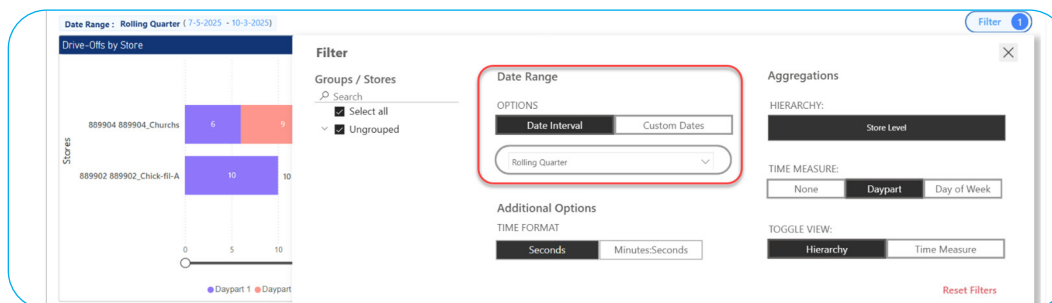 Date Range : Rolling Quarter ( 7-5-2025 - 10-3-2025)
Filter 1
Drive-Offs by Store
Stores
889904 889904_Churchs
6
9
889902 889902_Chick-fil-A
10
10
0 5 10
Daypart 1 Daypart
Filter
Groups / Stores
Search
Select all
Ungrouped
Date Range
OPTIONS
Date Interval Custom Dates
Rolling Quarter
Additional Options
TIME FORMAT
Seconds Minutes:Seconds
Aggregations
HIERARCHY:
Store Level
TIME MEASURE:
None Daypart Day of Week
TOGGLE VIEW:
Hierarchy Time Measure
Reset Filters